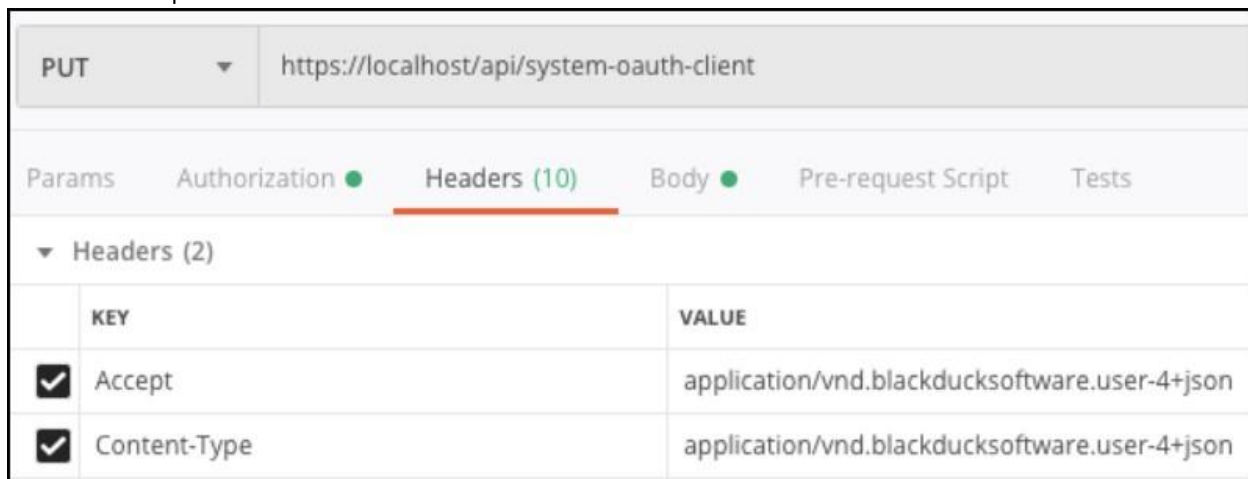 PUT https://localhost/api/system-oauth-client
Params Authorization Headers (10) Body Pre-request Script Tests
Headers (2)
KEY VALUE
Accept application/vnd.blackducksoftware.user-4+json
Content-Type application/vnd.blackducksoftware.user-4+json